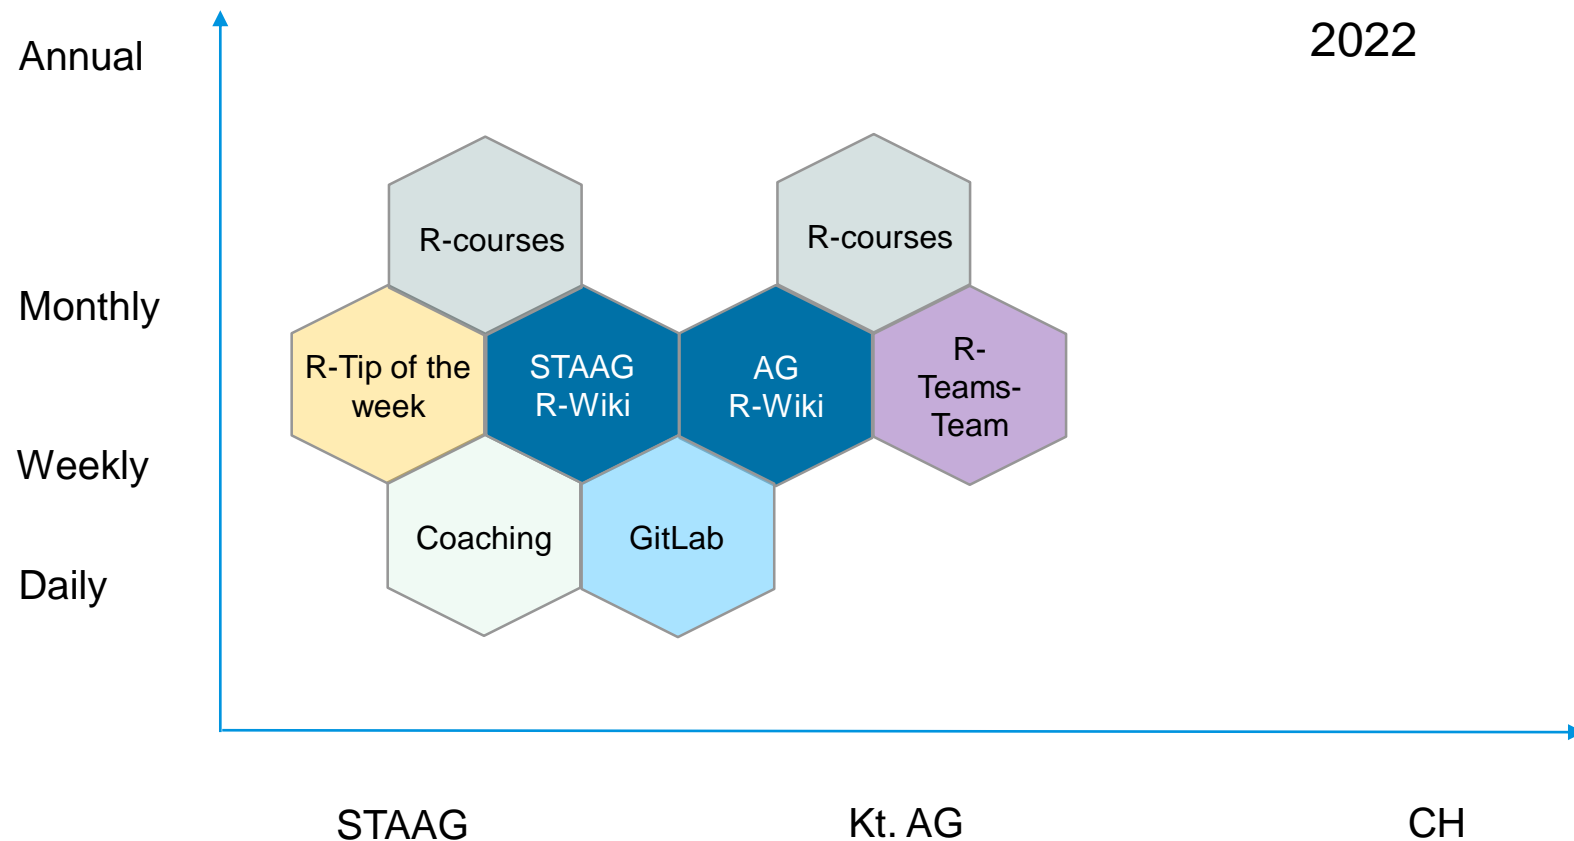 Annual
2022
R-courses
R-courses
Monthly
R-Tip of the
week
STAAG
R-Wiki
AG
R-Wiki
R-
Teams-
Team
Weekly
Coaching
GitLab
Daily
STAAG
Kt. AG
CH